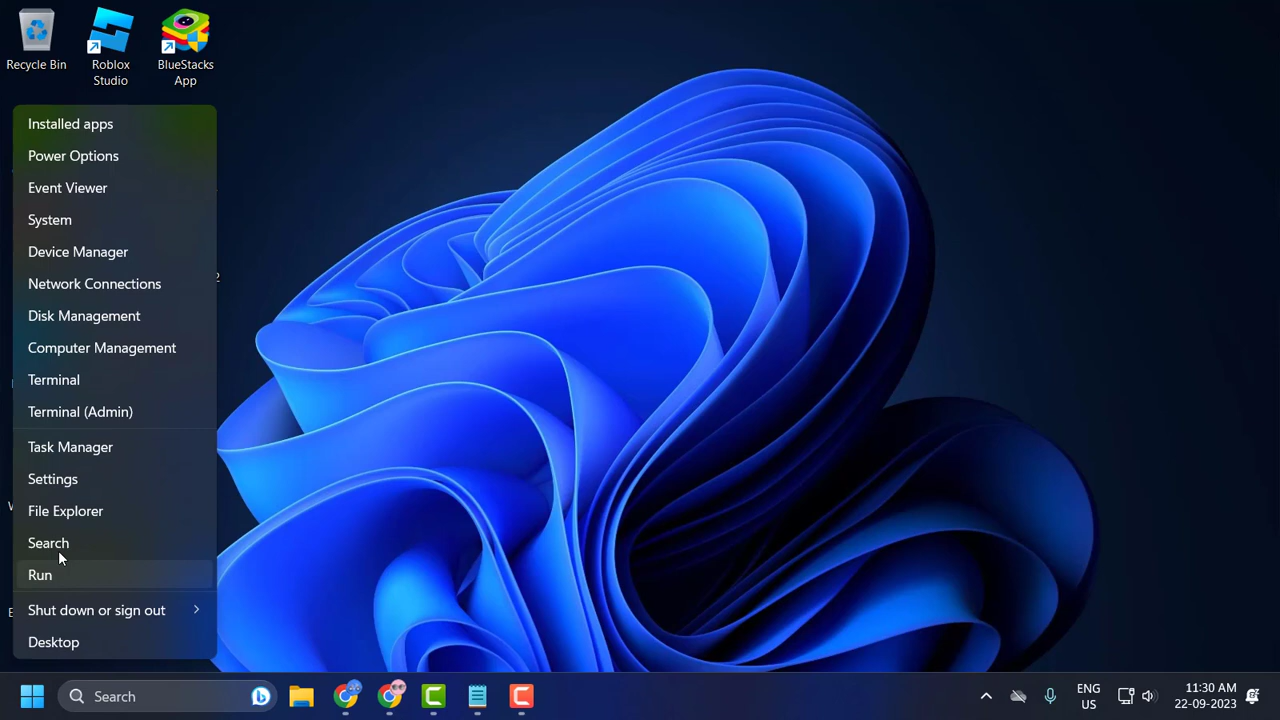 Recycle Bin
Roblox
Studio
BlueStacks
App
Installed apps
Power Options
Event Viewer
System
Device Manager
Network Connections
Disk Management
Computer Management
Terminal
Terminal (Admin)
Task Manager
Settings
File Explorer
Search
Run
Shut down or sign out
Desktop
Search
ENG
US
11:30 AM
22-09-2023